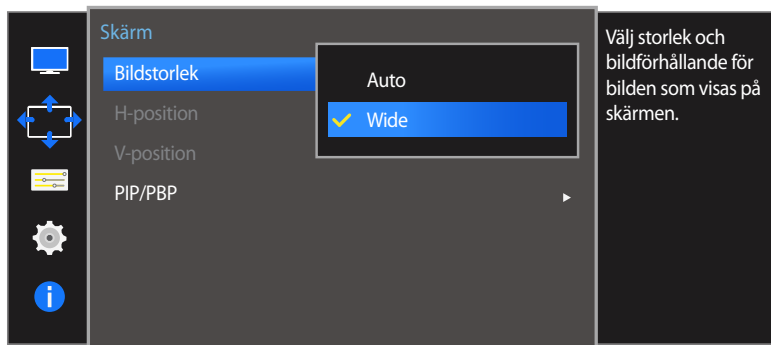 Skärm
Bildstorlek
Auto
H-position
Wide
V-position
PIP/PBP
Välj storlek och
bildförhållande för
bilden som visas på
skärmen.